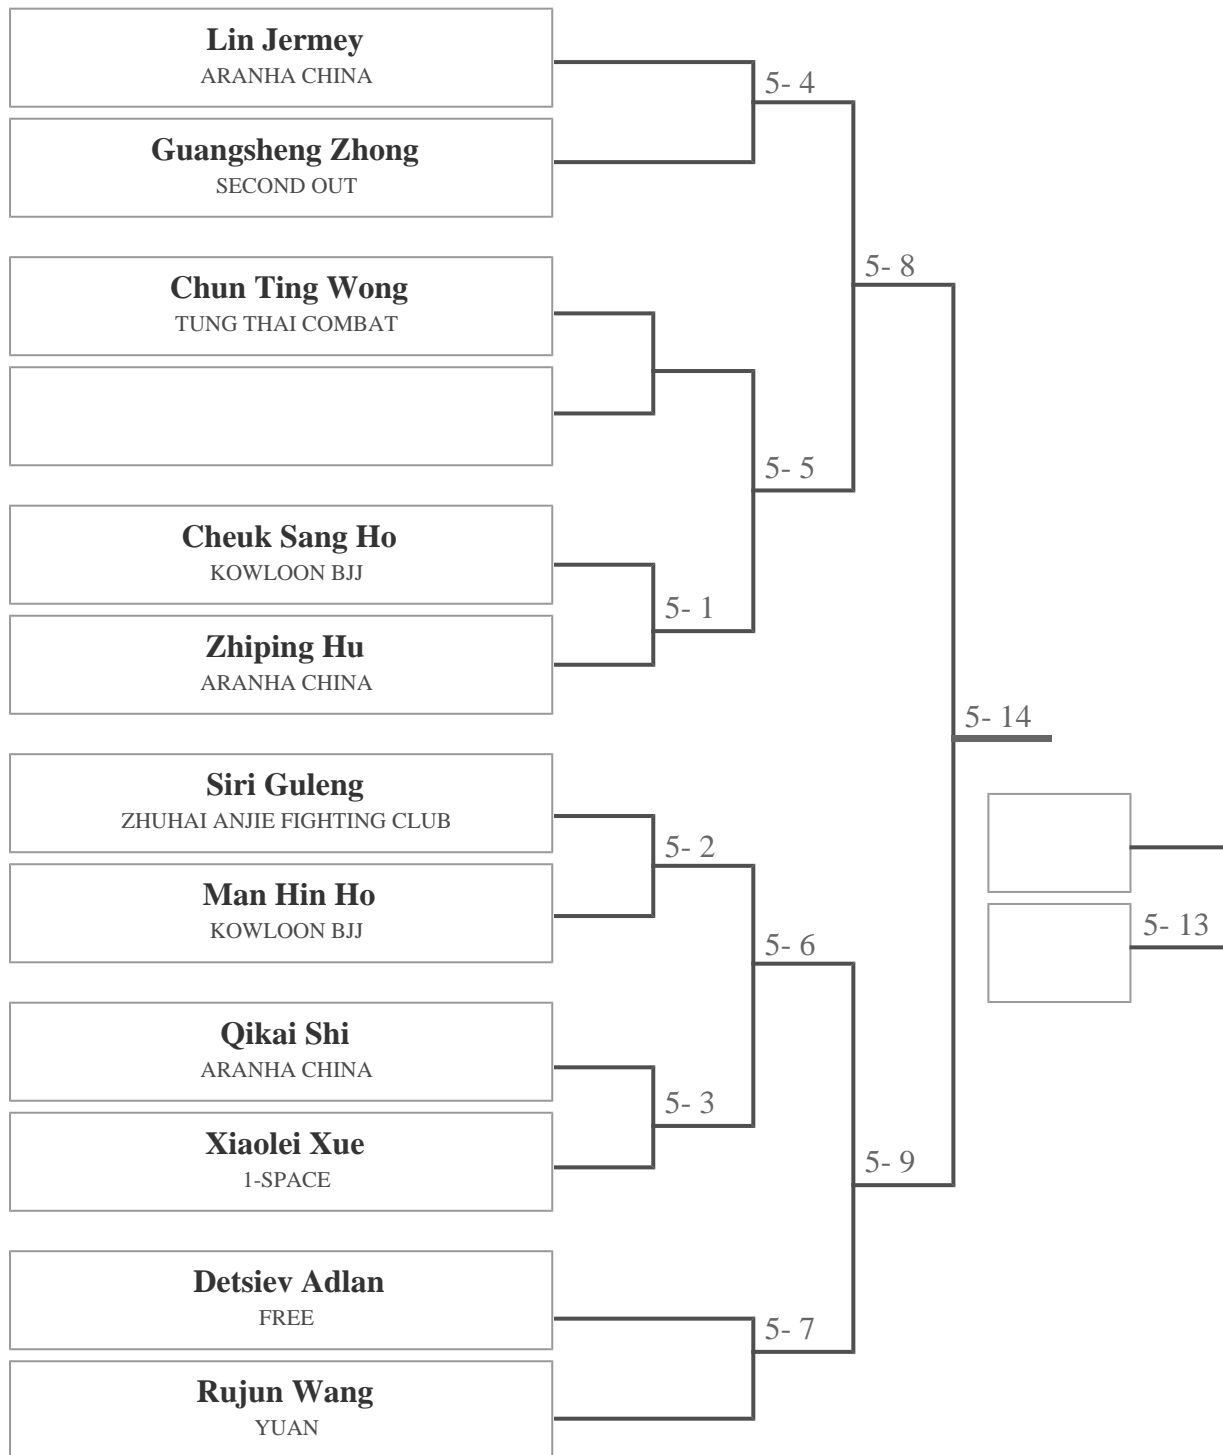 Lin Jermey
ARANHA CHINA
5- 4
Guangsheng Zhong
SECOND OUT
5- 8
Chun Ting Wong
TUNG THAI COMBAT
5- 5
Cheuk Sang Ho
KOWLOON BJJ
5- 1
Zhiping Hu
ARANHA CHINA
5- 14
Siri Guleng
ZHUHAI ANJIE FIGHTING CLUB
5- 2
Man Hin Ho
KOWLOON BJJ
5- 13
5- 6
Qikai Shi
ARANHA CHINA
5- 3
Xiaolei Xue
1-SPACE
5- 9
Detsiev Adlan
FREE
5- 7
Rujun Wang
YUAN